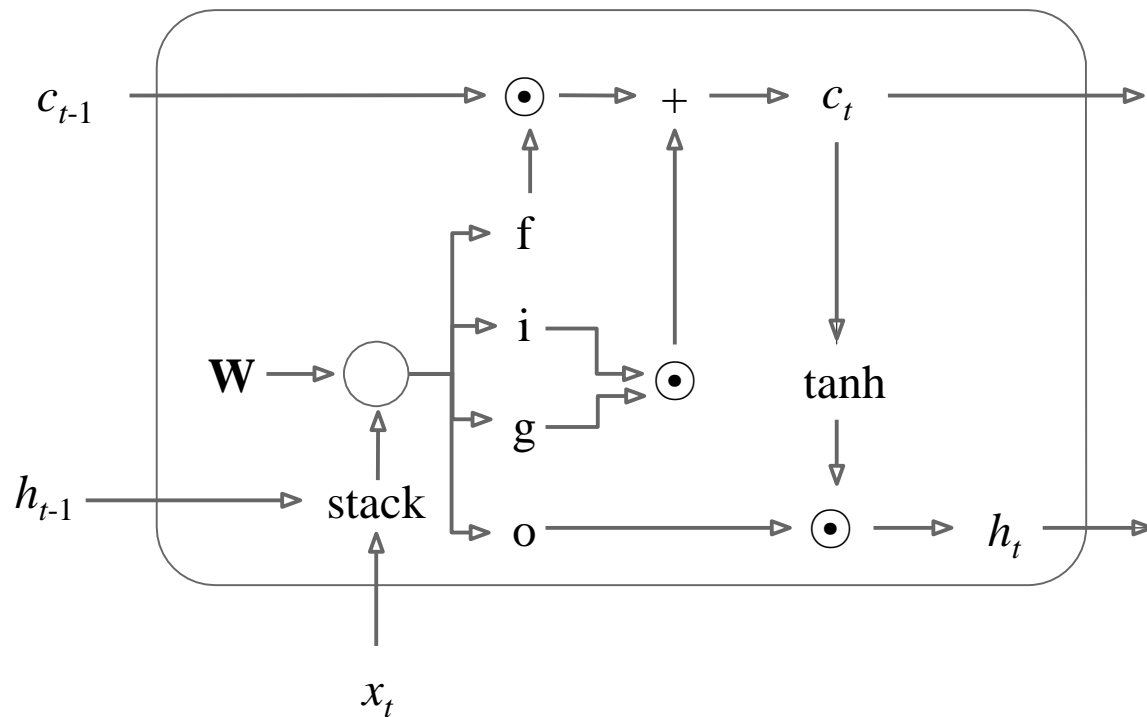 c_{t-1} ⊙ + c_t
f
i
W ⊙ tanh
g
h_{t-1} stack
o ⊙ h_t
x_t